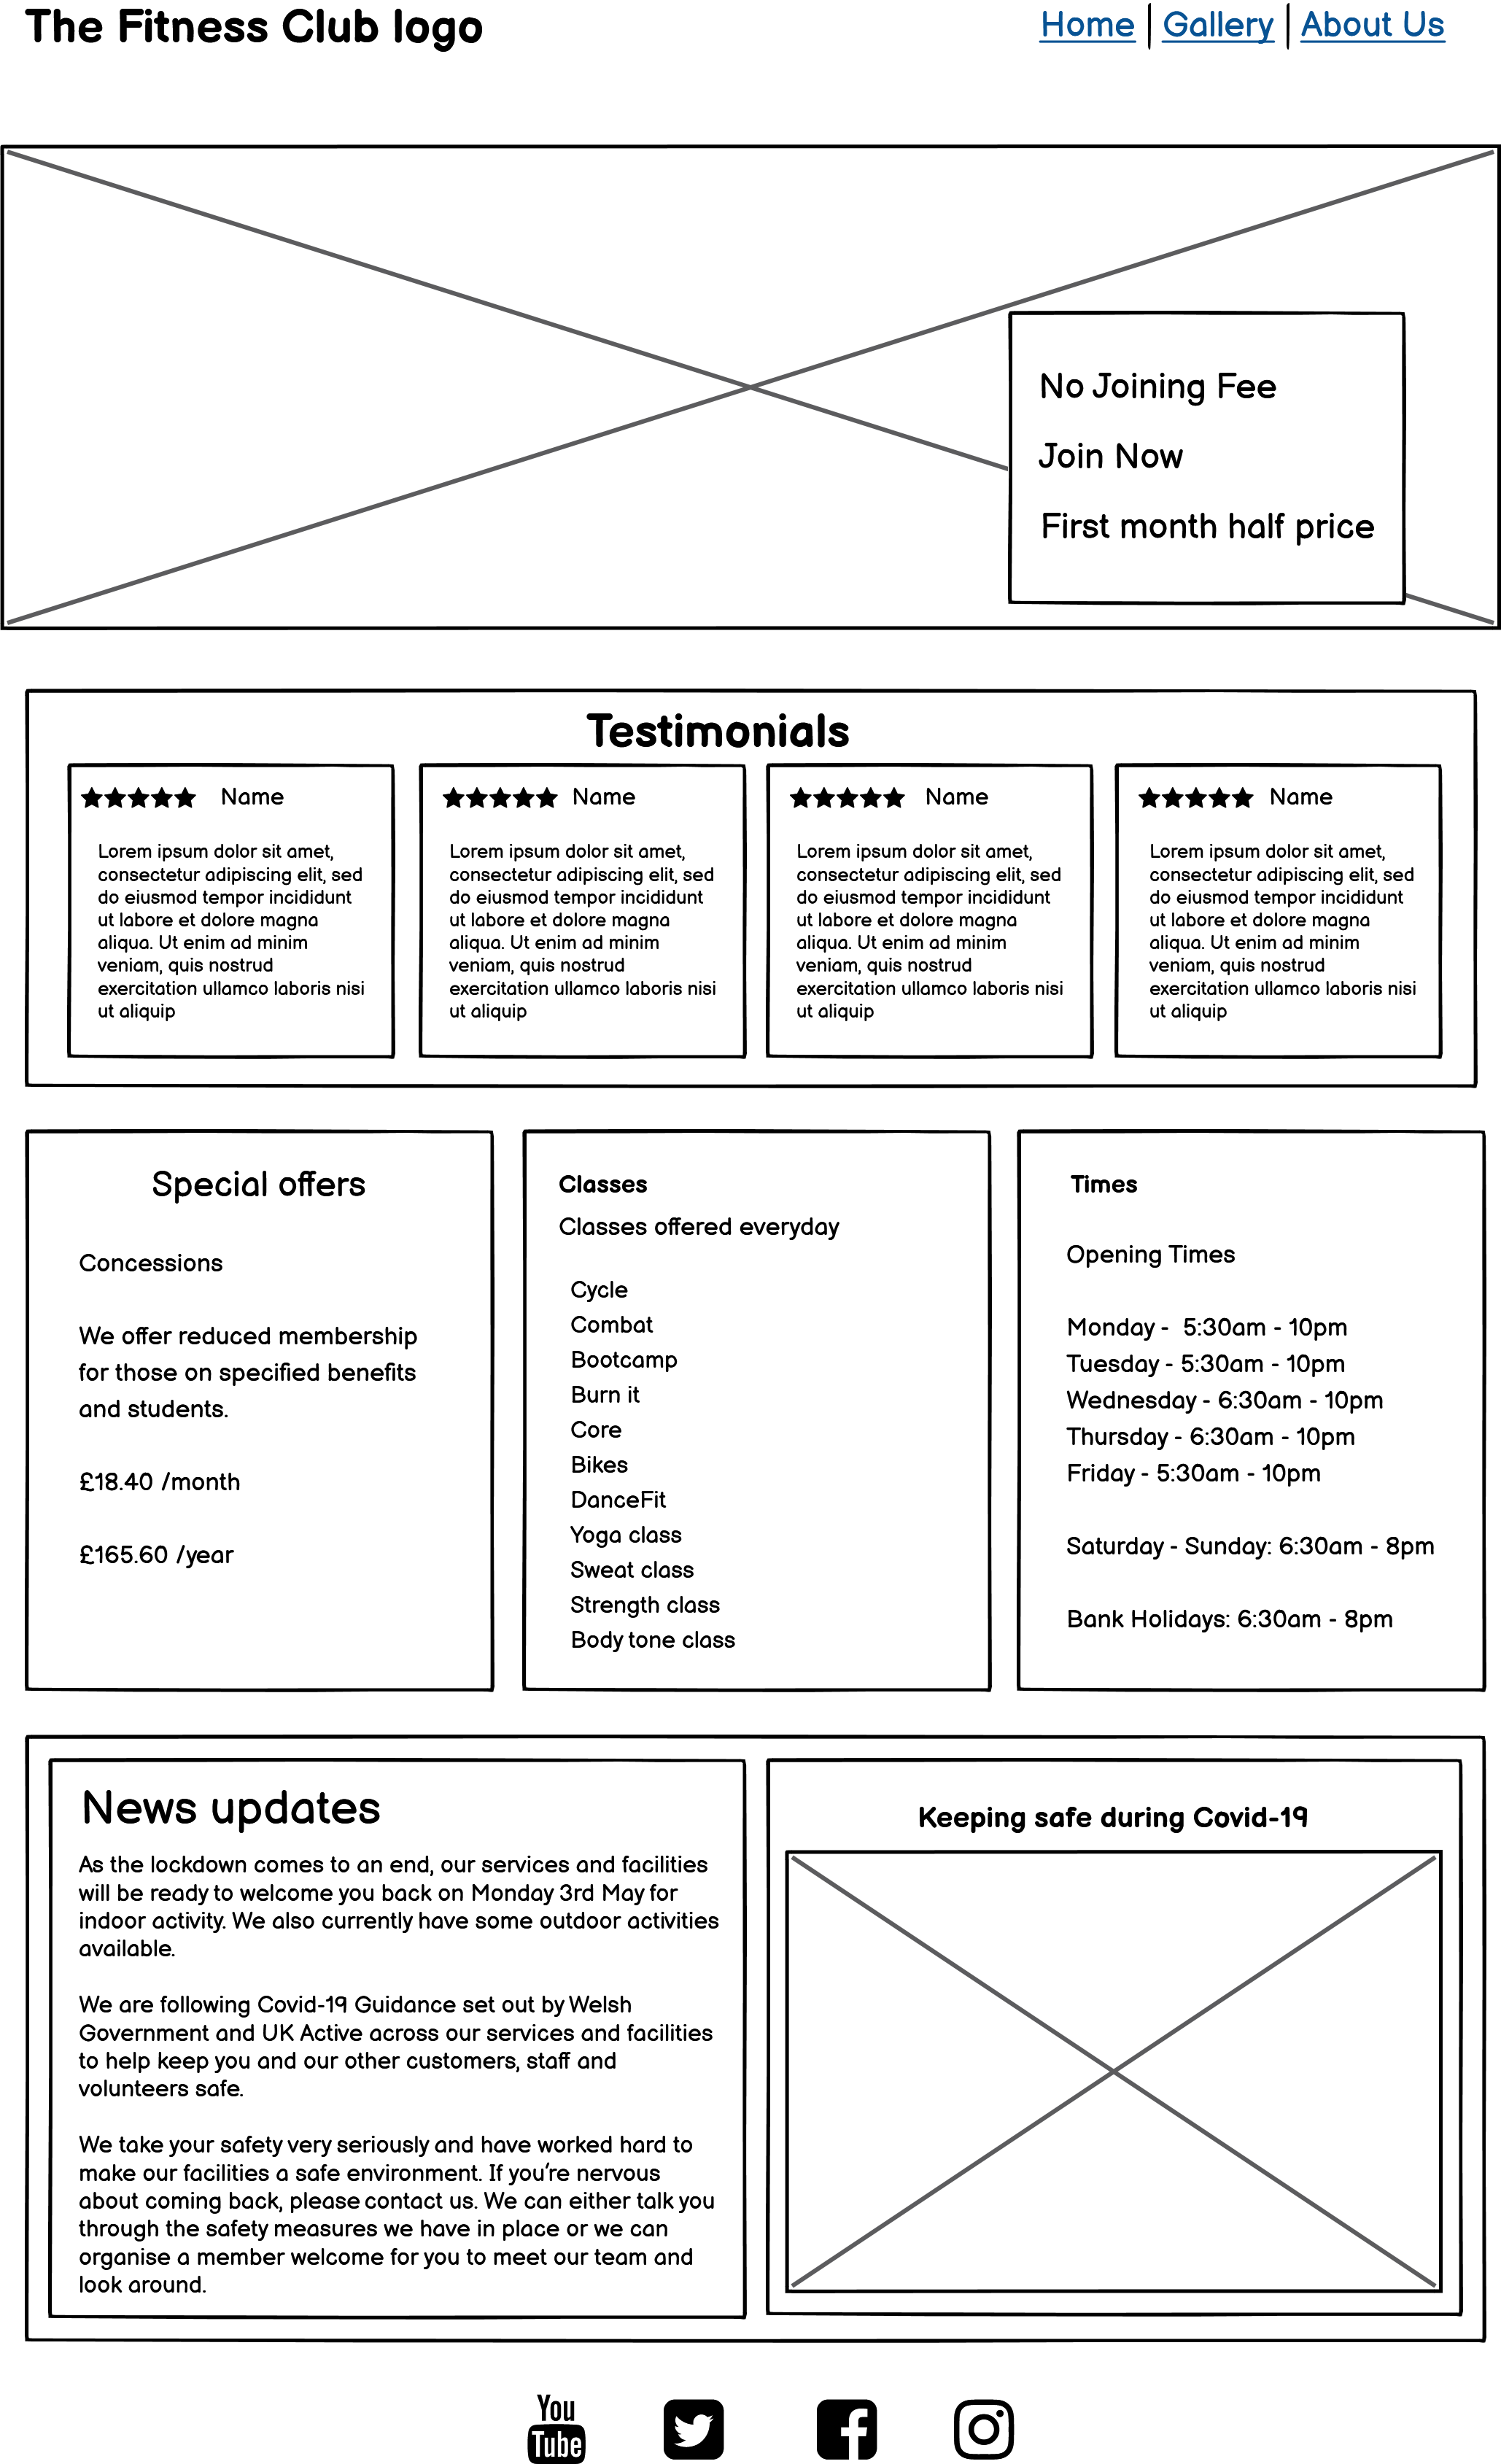 The Fitness Club logo
Home | Gallery | About Us
No Joining Fee
Join Now
First month half price
Testimonials
★★★★★ Name
Lorem ipsum dolor sit amet,
consectetur adipiscing elit, sed
do eiusmod tempor incididunt
ut labore et dolore magna
aliqua. Ut enim ad minim
veniam, quis nostrud
exercitation ullamco laboris nisi
ut aliquip
★★★★★ Name
Lorem ipsum dolor sit amet,
consectetur adipiscing elit, sed
do eiusmod tempor incididunt
ut labore et dolore magna
aliqua. Ut enim ad minim
veniam, quis nostrud
exercitation ullamco laboris nisi
ut aliquip
★★★★★ Name
Lorem ipsum dolor sit amet,
consectetur adipiscing elit, sed
do eiusmod tempor incididunt
ut labore et dolore magna
aliqua. Ut enim ad minim
veniam, quis nostrud
exercitation ullamco laboris nisi
ut aliquip
★★★★★ Name
Lorem ipsum dolor sit amet,
consectetur adipiscing elit, sed
do eiusmod tempor incididunt
ut labore et dolore magna
aliqua. Ut enim ad minim
veniam, quis nostrud
exercitation ullamco laboris nisi
ut aliquip
Special offers
Concessions
We offer reduced membership
for those on specified benefits
and students.
£18.40 /month
£165.60 /year
Classes
Classes offered everyday
Cycle
Combat
Bootcamp
Burn it
Core
Bikes
DanceFit
Yoga class
Sweat class
Strength class
Body tone class
Times
Opening Times
Monday - 5:30am - 10pm
Tuesday - 5:30am - 10pm
Wednesday - 6:30am - 10pm
Thursday - 6:30am - 10pm
Friday - 5:30am - 10pm
Saturday - Sunday: 6:30am - 8pm
Bank Holidays: 6:30am - 8pm
News updates
As the lockdown comes to an end, our services and facilities
will be ready to welcome you back on Monday 3rd May for
indoor activity. We also currently have some outdoor activities
available.
We are following Covid-19 Guidance set out by Welsh
Government and UK Active across our services and facilities
to help keep you and our other customers, staff and
volunteers safe.
We take your safety very seriously and have worked hard to
make our facilities a safe environment. If you're nervous
about coming back, please contact us. We can either talk you
through the safety measures we have in place or we can
organise a member welcome for you to meet our team and
look around.
Keeping safe during Covid-19
You
Tube